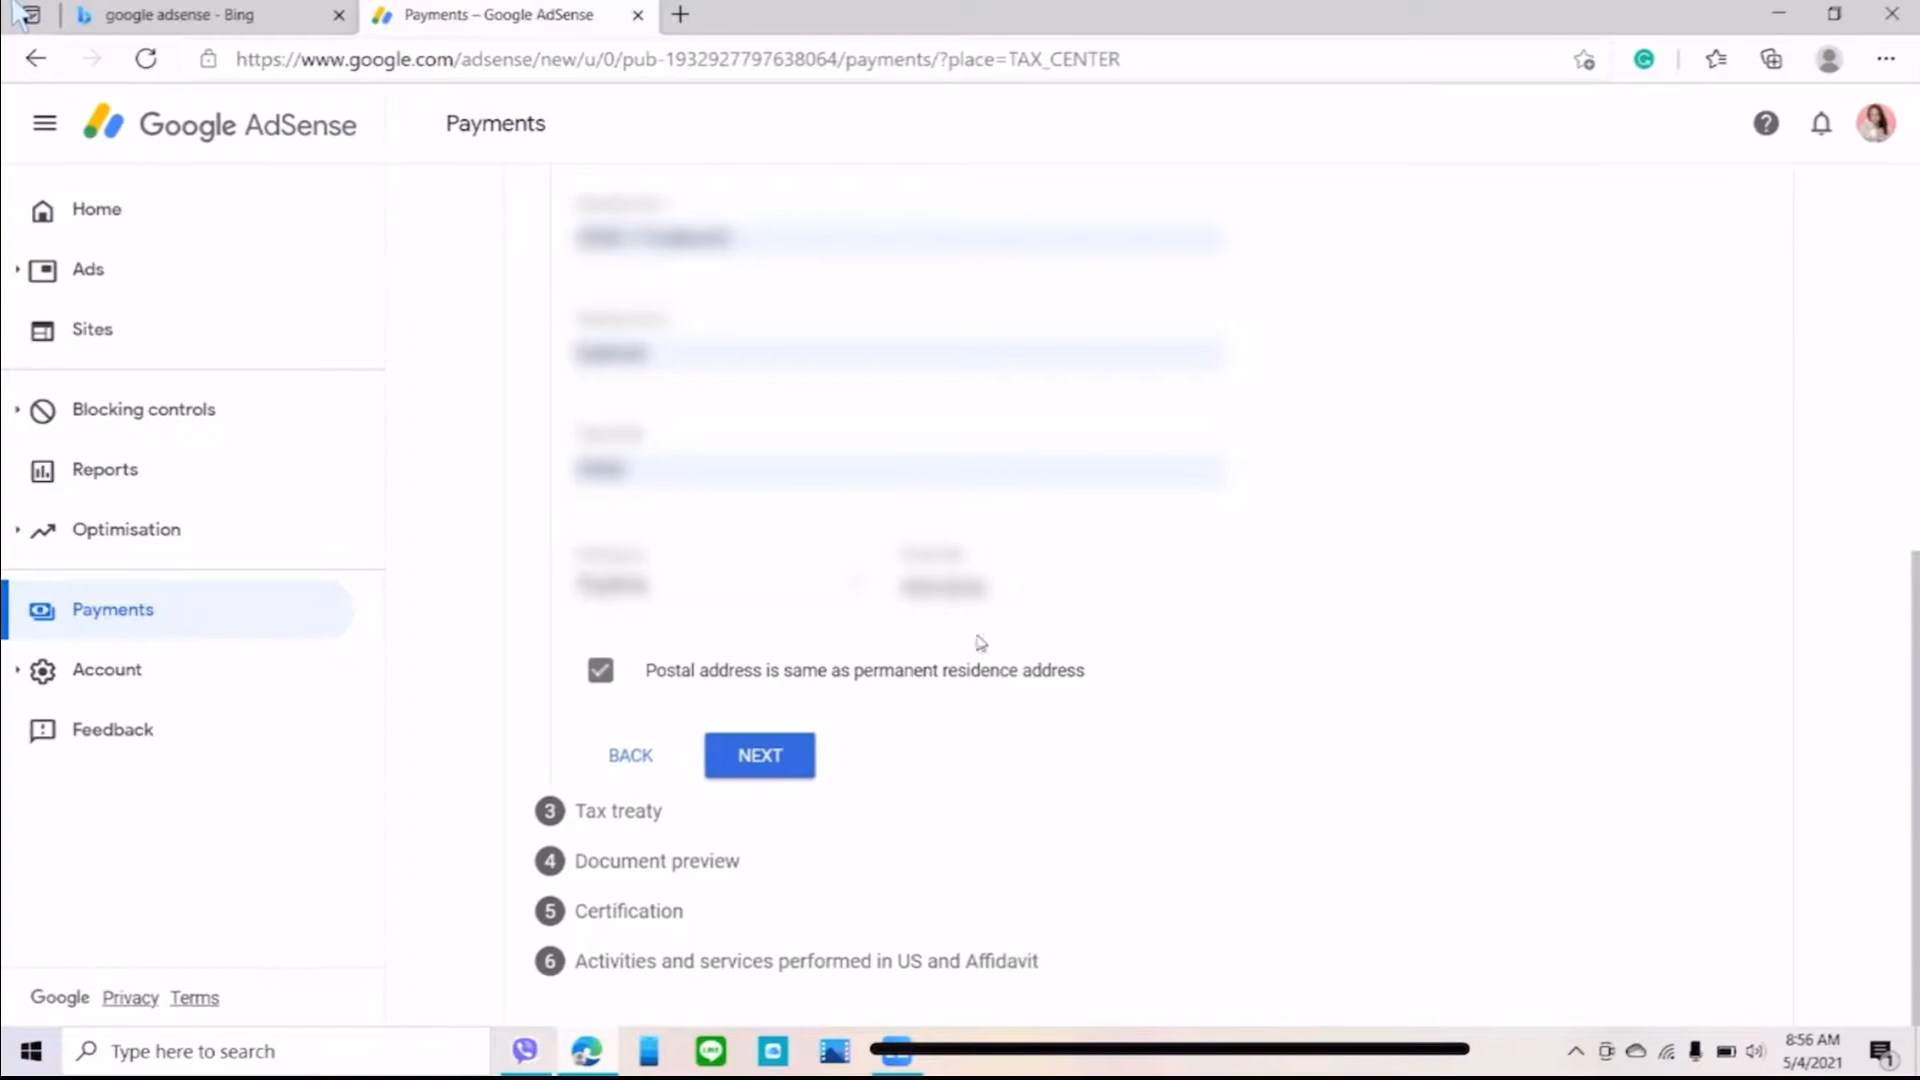 google adsense - Bing
Payments – Google AdSense
https://www.google.com/adsense/new/u/0/pub-1932927797638064/payments/?place=TAX_CENTER
Google AdSense
Payments
Home
Ads
Sites
Blocking controls
Reports
Optimisation
Payments
Account
Feedback
Postal address is same as permanent residence address
BACK NEXT
3 Tax treaty
4 Document preview
5 Certification
6 Activities and services performed in US and Affidavit
Google Privacy Terms
Type here to search
LINE
8:56 AM
5/4/2021
1